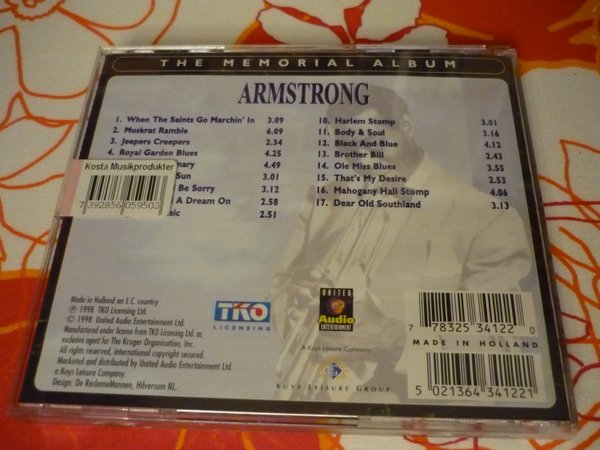 THE MEMORIAL ALBUM
ARMSTRONG
1. When The Saints Go Marchin' In 3.09
2. Muskrat Ramble 6.09
3. Jeepers Creepers 2.34
4. Royal Garden Blues 4.25
nary 4.49
Sun 3.01
Be Sorry 3.12
A Dream On 2.58
sic 2.51
10. Harlem Stomp 3.01
11. Body & Soul 3.16
12. Black And Blue 4.12
13. Brother Bill 2.43
14. Ole Miss Blues 3.55
15. That's My Desire 2.53
16. Mahogany Hall Stomp 4.06
17. Dear Old Southland 3.13
Kosta Musikprodukter
7 392856 059503
Made in Holland an E.C. country
℗ 1998 TKO Licensing Ltd.
© 1998 United Audio Entertainment Ltd.
Manufactured under license from TKO Licensing Ltd. as
exclusive agent for The Kruger Organisation, Inc.
All rights reserved, international copyright secured.
Marketed and distributed by United Audio Entertainment Ltd.
a Kuys Leisure Company.
Design: De ReclameMannen, Hilversum NL.
TKO
LICENSING
UNITED
Audio
ENTERTAINMENT
A Kuys Leisure Company
KUYS LEISURE GROUP
7 78325 34122 0
MADE IN HOLLAND
5 021364 341221